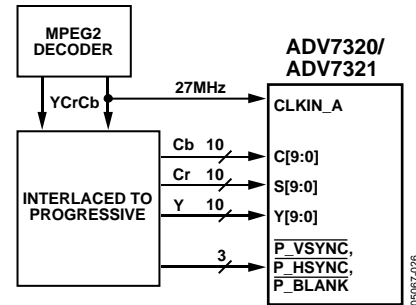 MPEG2
DECODER
ADV7320/
ADV7321
YCrCb
27MHz
CLKIN_A
INTERLACED TO
PROGRESSIVE
Cb 10
C[9:0]
Cr 10
S[9:0]
Y 10
Y[9:0]
3
P_VSYNC,
P_HSYNC,
P_BLANK
05067-026